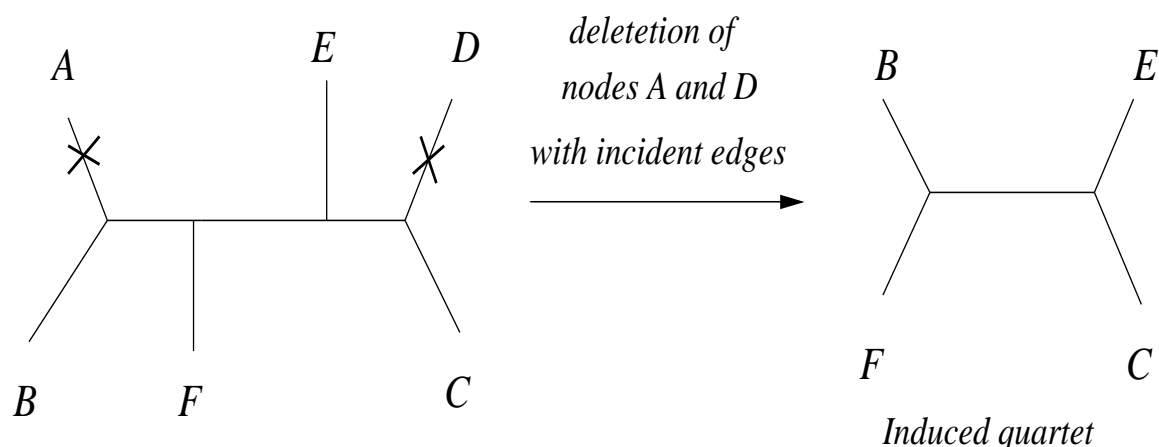 A
E
D
B
F
C
deletetion of
nodes A and D
with incident edges
B
E
F
C
Induced quartet